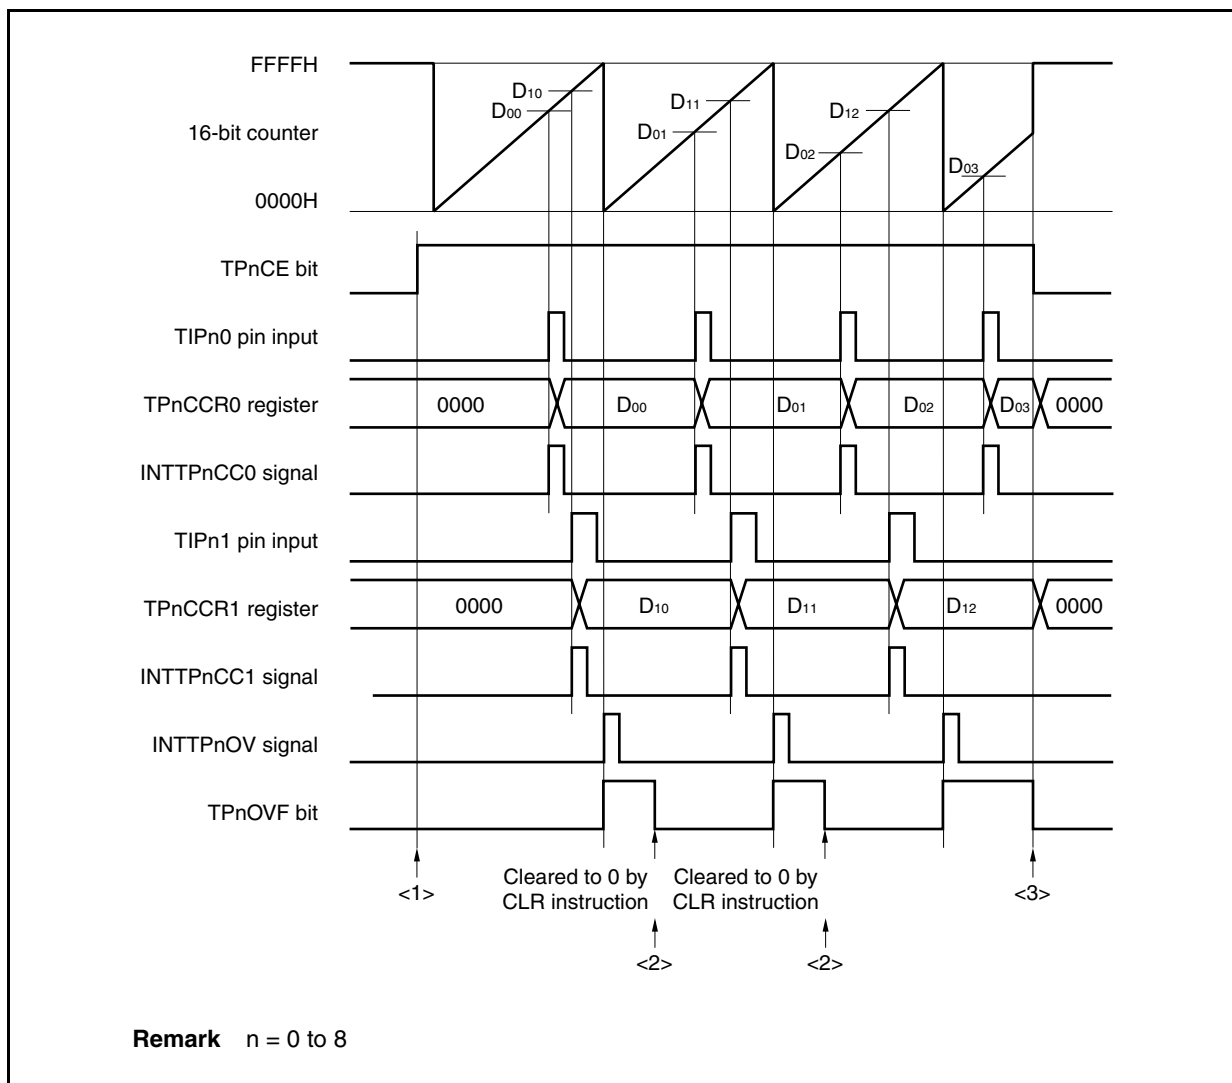 FFFFH
D10
D00
D11
D12
16-bit counter
D01
D02
D03
0000H
TPnCE bit
TIPn0 pin input
TPnCCR0 register
0000
D00
D01
D02
D03
0000
INTTPnCC0 signal
TIPn1 pin input
TPnCCR1 register
0000
D10
D11
D12
0000
INTTPnCC1 signal
INTTPnOV signal
TPnOVF bit
<1>
Cleared to 0 by
CLR instruction
Cleared to 0 by
CLR instruction
<3>
<2>
<2>
Remark n = 0 to 8